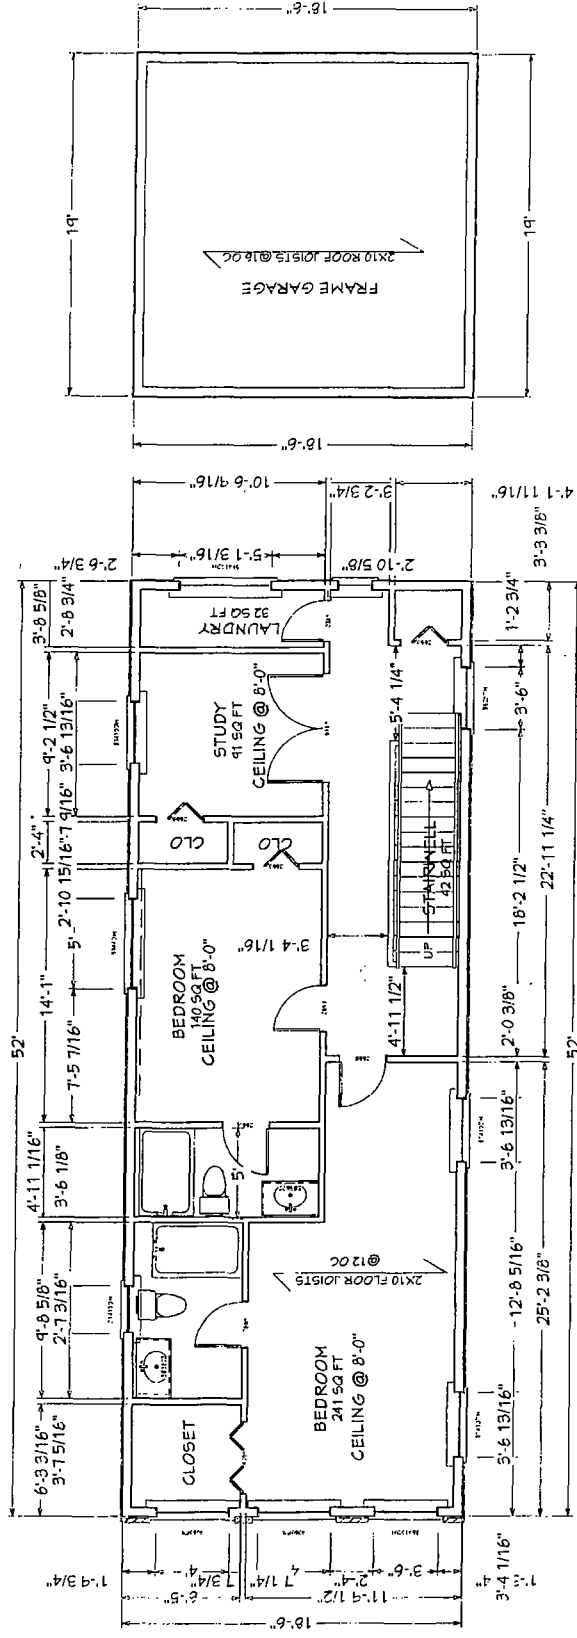 18'-6"
19'
19'
2X10 ROOF JOISTS @16 OC
FRAME GARAGE
18'-6"
10'-6 9/16"
3'-2 3/4"
4'-1 11/16"
2'-6 3/4"
5'-1 3/16"
2'-10 5/8"
3'-3 3/8"
3'-8 5/8"
2'-8 3/4"
LAUNDRY
32 SQ FT
1'-2 3/4"
52'
9'-2 1/2"
3'-6 13/16"
STUDY
91 SQ FT
CEILING @ 8'-0"
5'-4 1/4"
3'-6"
2'-4"
7 9/16"
CLO
CLO
STAIRWELL
42 SQ FT
UP
18'-2 1/2"
22'-11 1/4"
52'
14'-1"
2'-10 15/16"
5'
7'-5 7/16"
BEDROOM
140 SQ FT
CEILING @ 8'-0"
3'-4 1/16"
4'-11 1/2"
2'-0 3/8"
4'-11 1/16"
3'-6 1/8"
5'
3'-6 13/16"
9'-8 5/8"
2'-7 3/16"
2X10 FLOOR JOISTS
@12 OC
12'-8 5/16"
25'-2 3/8"
6'-3 3/16"
3'-7 5/16"
CLOSET
BEDROOM
241 SQ FT
CEILING @ 8'-0"
3'-6 13/16"
1'-9 3/4"
4'
7 3/4"
6'-5"
7 1/4"
4'
2'-4"
11'-9 1/2"
3'-6"
3'-4 1/16"
18'-6"